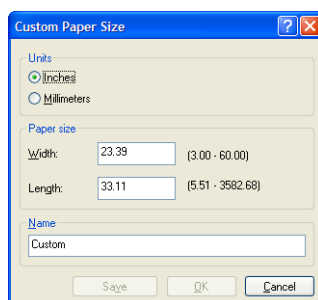 Custom Paper Size
Units
Inches
Millimeters
Paper size
Width: 23.39 (3.00 - 60.00)
Length: 33.11 (5.51 - 3582.68)
Name
Custom
Save OK Cancel